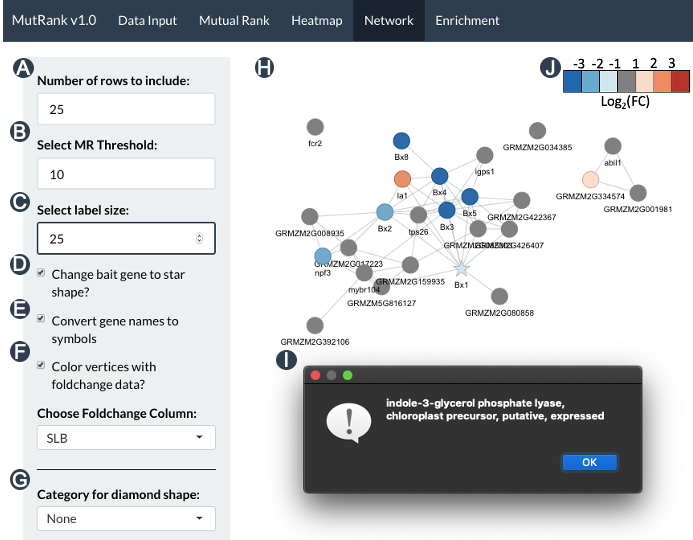 MutRank v1.0 Data Input Mutual Rank Heatmap Network Enrichment
A
Number of rows to include:
25
B
Select MR Threshold:
10
C
Select label size:
25
D
Change bait gene to star
shape?
E
Convert gene names to
symbols
F
Color vertices with
foldchange data?
Choose Foldchange Column:
SLB
G
Category for diamond shape:
None
H
J
-3 -2 -1 1 2 3
Log2(FC)
fcr2
Bx8
igps1
GRMZM2G034385
abil1
la1
Bx4
GRMZM2G334574
GRMZM2G001981
Bx2
tps26
Bx3
Bx5
GRMZM2G422367
GRMZM2G008935
GRMZM2G426407
npf3
mybr104
GRMZM2G159935
Bx1
GRMZM5G816127
GRMZM2G080858
GRMZM2G392106
I
indole-3-glycerol phosphate lyase,
chloroplast precursor, putative, expressed
OK